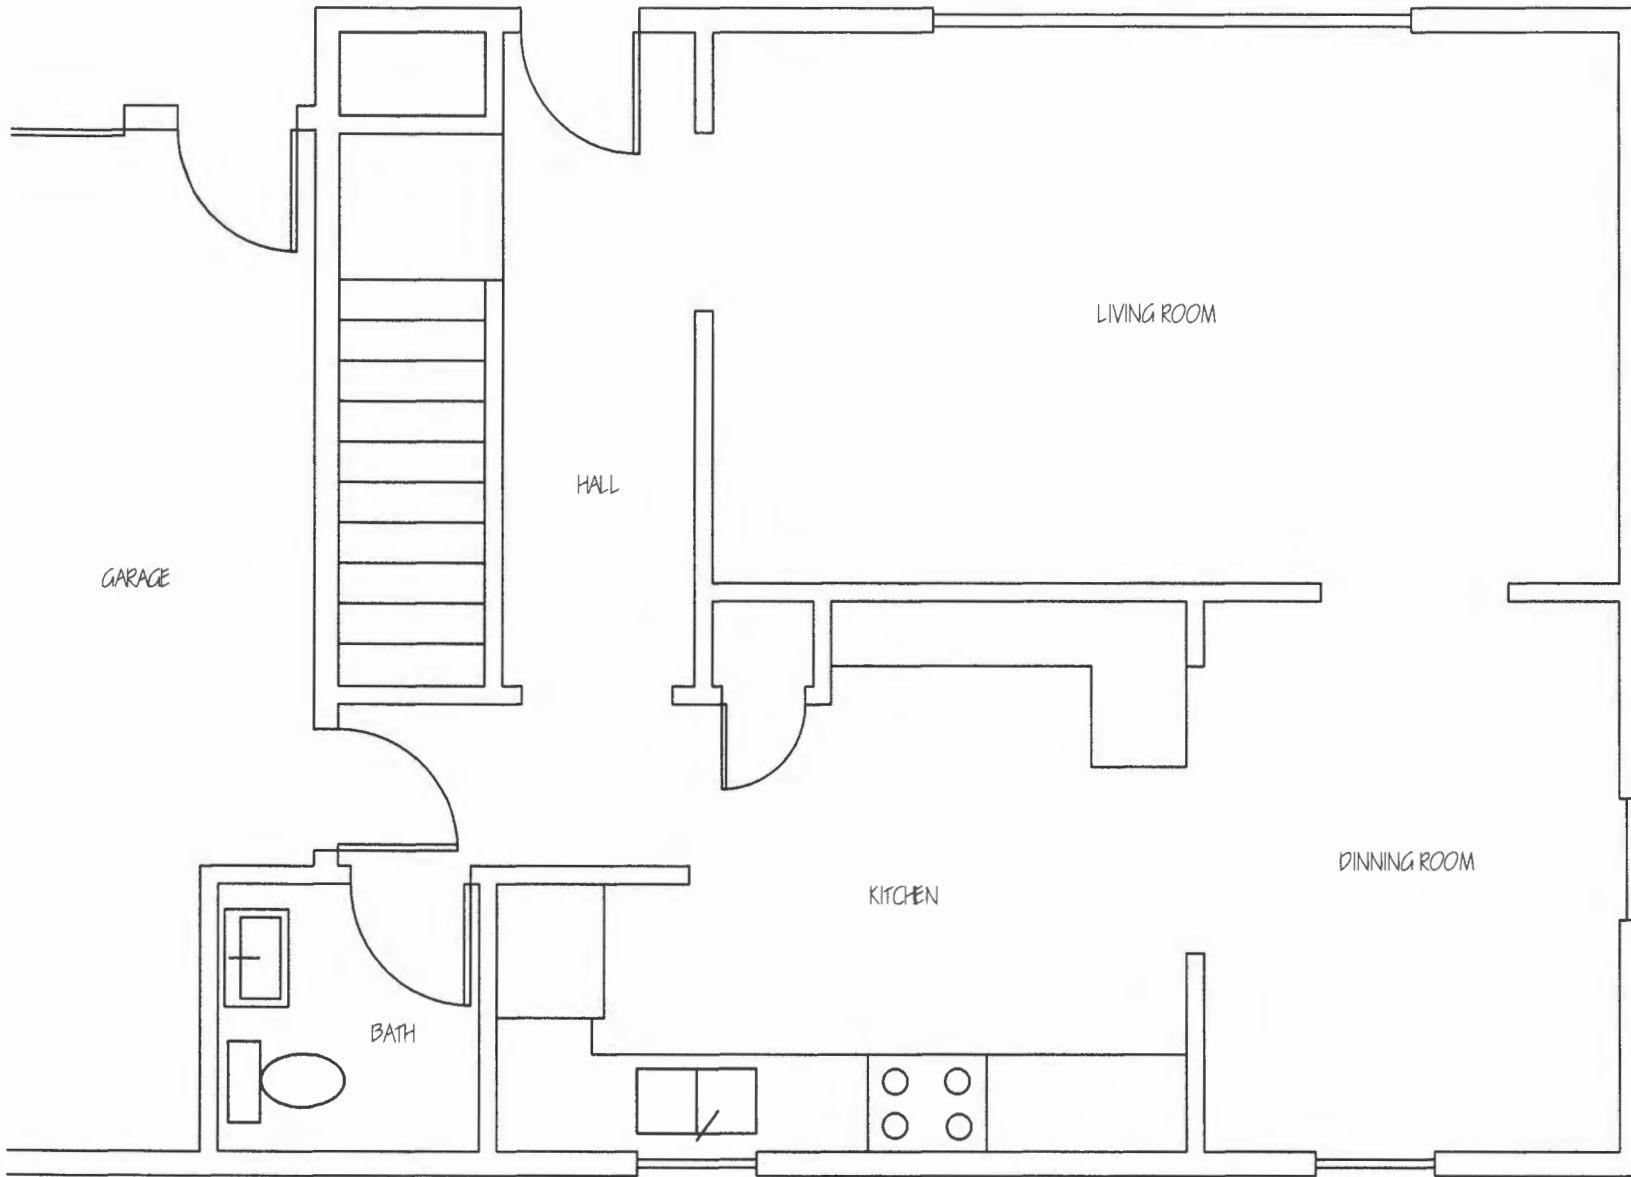 LIVING ROOM
HALL
GARAGE
DINNING ROOM
KITCHEN
BATH